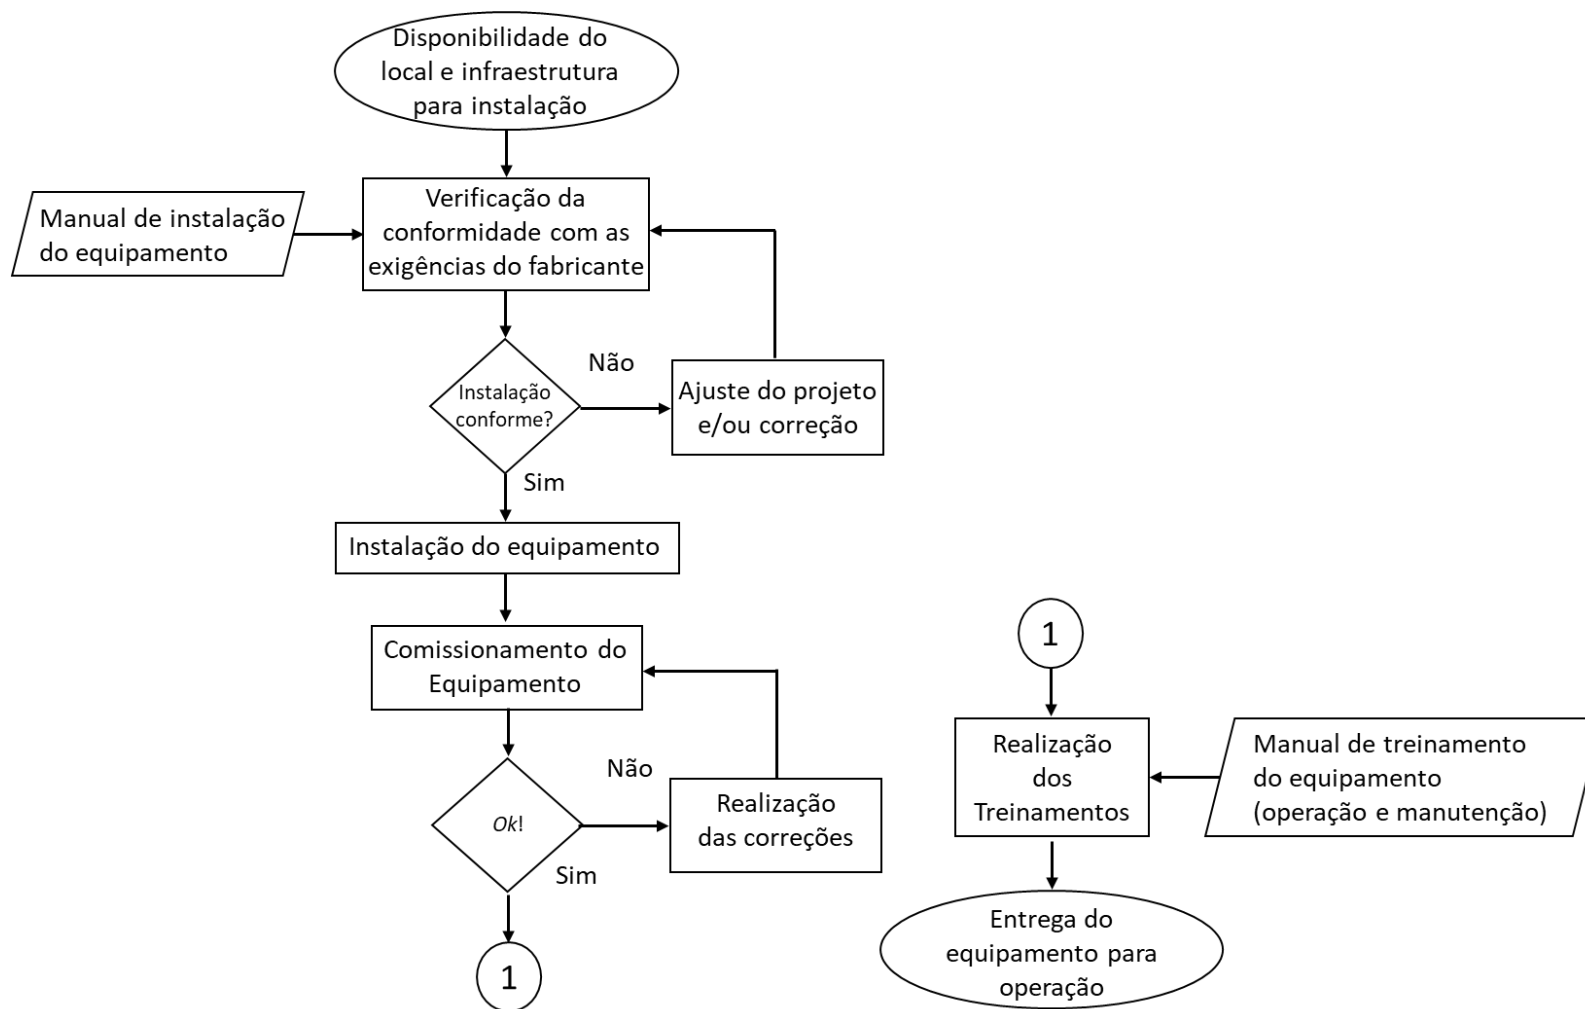 Disponibilidade do
local e infraestrutura
para instalação
Manual de instalação
do equipamento
Verificação da
conformidade com as
exigências do fabricante
Instalação
conforme?
Não
Ajuste do projeto
e/ou correção
Sim
Instalação do equipamento
Comissionamento do
Equipamento
Ok!
Não
Realização
das correções
Sim
1
1
Realização
dos
Treinamentos
Manual de treinamento
do equipamento
(operação e manutenção)
Entrega do
equipamento para
operação